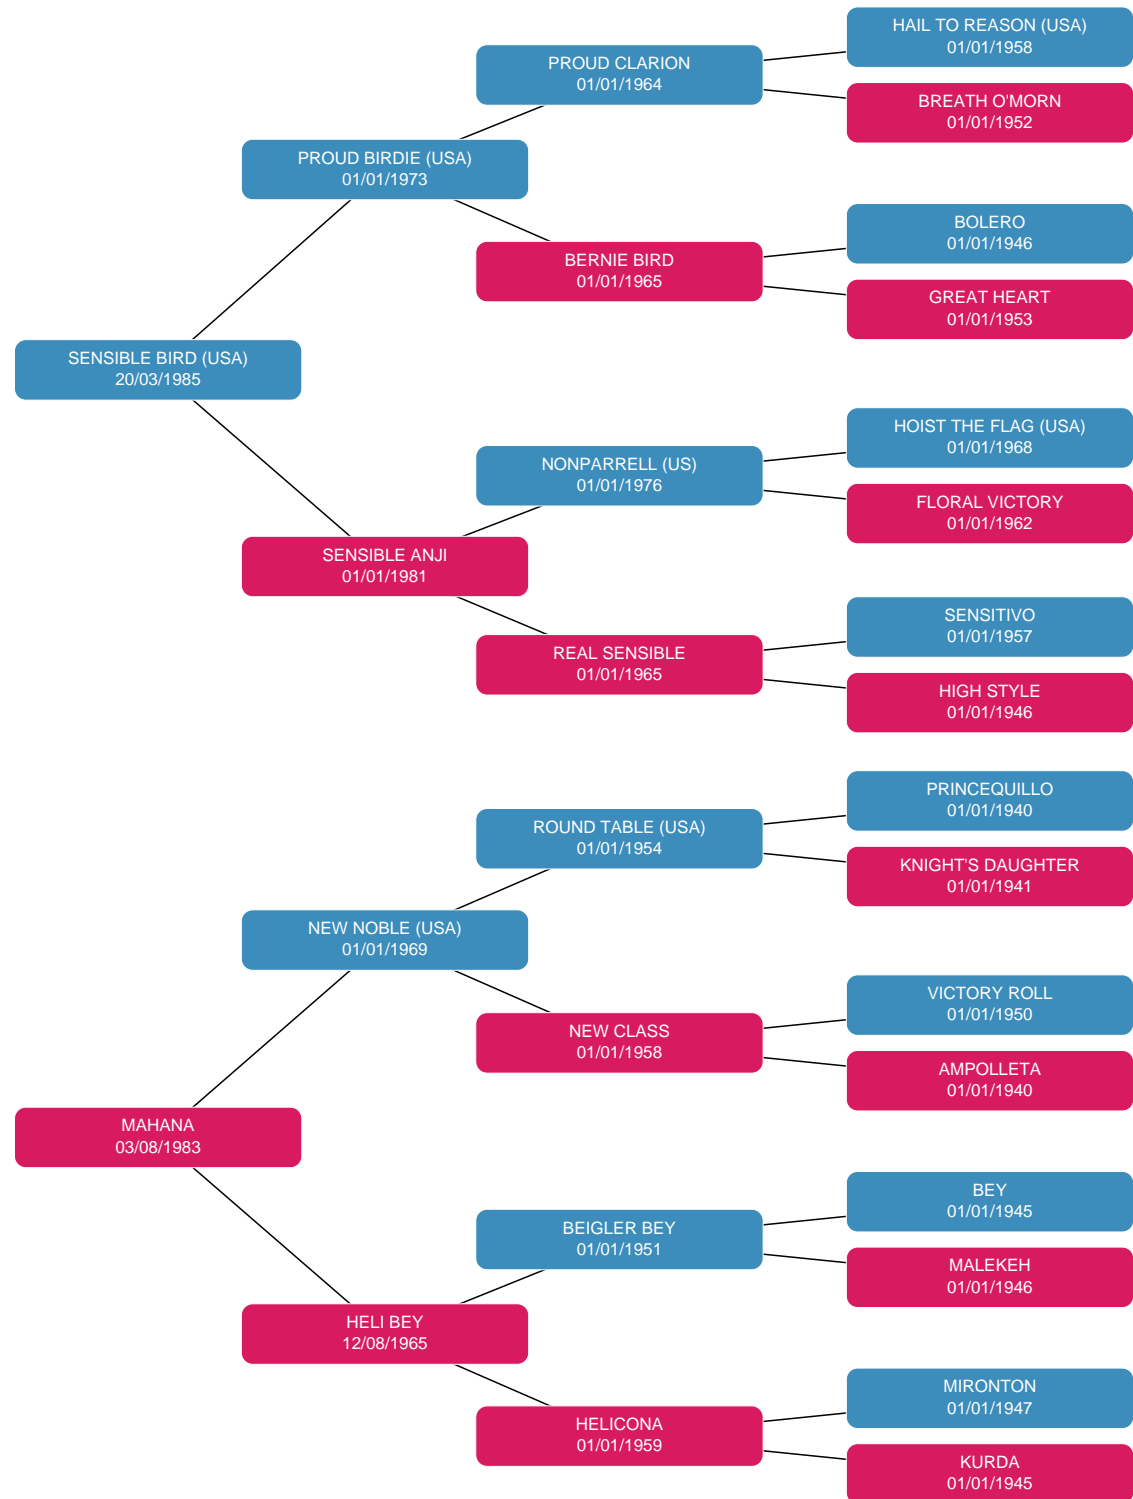 HAIL TO REASON (USA)
01/01/1958
PROUD CLARION
01/01/1964
BREATH O'MORN
01/01/1952
PROUD BIRDIE (USA)
01/01/1973
BOLERO
01/01/1946
BERNIE BIRD
01/01/1965
GREAT HEART
01/01/1953
SENSIBLE BIRD (USA)
20/03/1985
HOIST THE FLAG (USA)
01/01/1968
NONPARRELL (US)
01/01/1976
FLORAL VICTORY
01/01/1962
SENSIBLE ANJI
01/01/1981
SENSITIVO
01/01/1957
REAL SENSIBLE
01/01/1965
HIGH STYLE
01/01/1946
PRINCEQUILLO
01/01/1940
ROUND TABLE (USA)
01/01/1954
KNIGHT'S DAUGHTER
01/01/1941
NEW NOBLE (USA)
01/01/1969
VICTORY ROLL
01/01/1950
NEW CLASS
01/01/1958
AMPOLLETA
01/01/1940
MAHANA
03/08/1983
BEY
01/01/1945
BEIGLER BEY
01/01/1951
MALEKEH
01/01/1946
HELI BEY
12/08/1965
MIRONTON
01/01/1947
HELICONA
01/01/1959
KURDA
01/01/1945